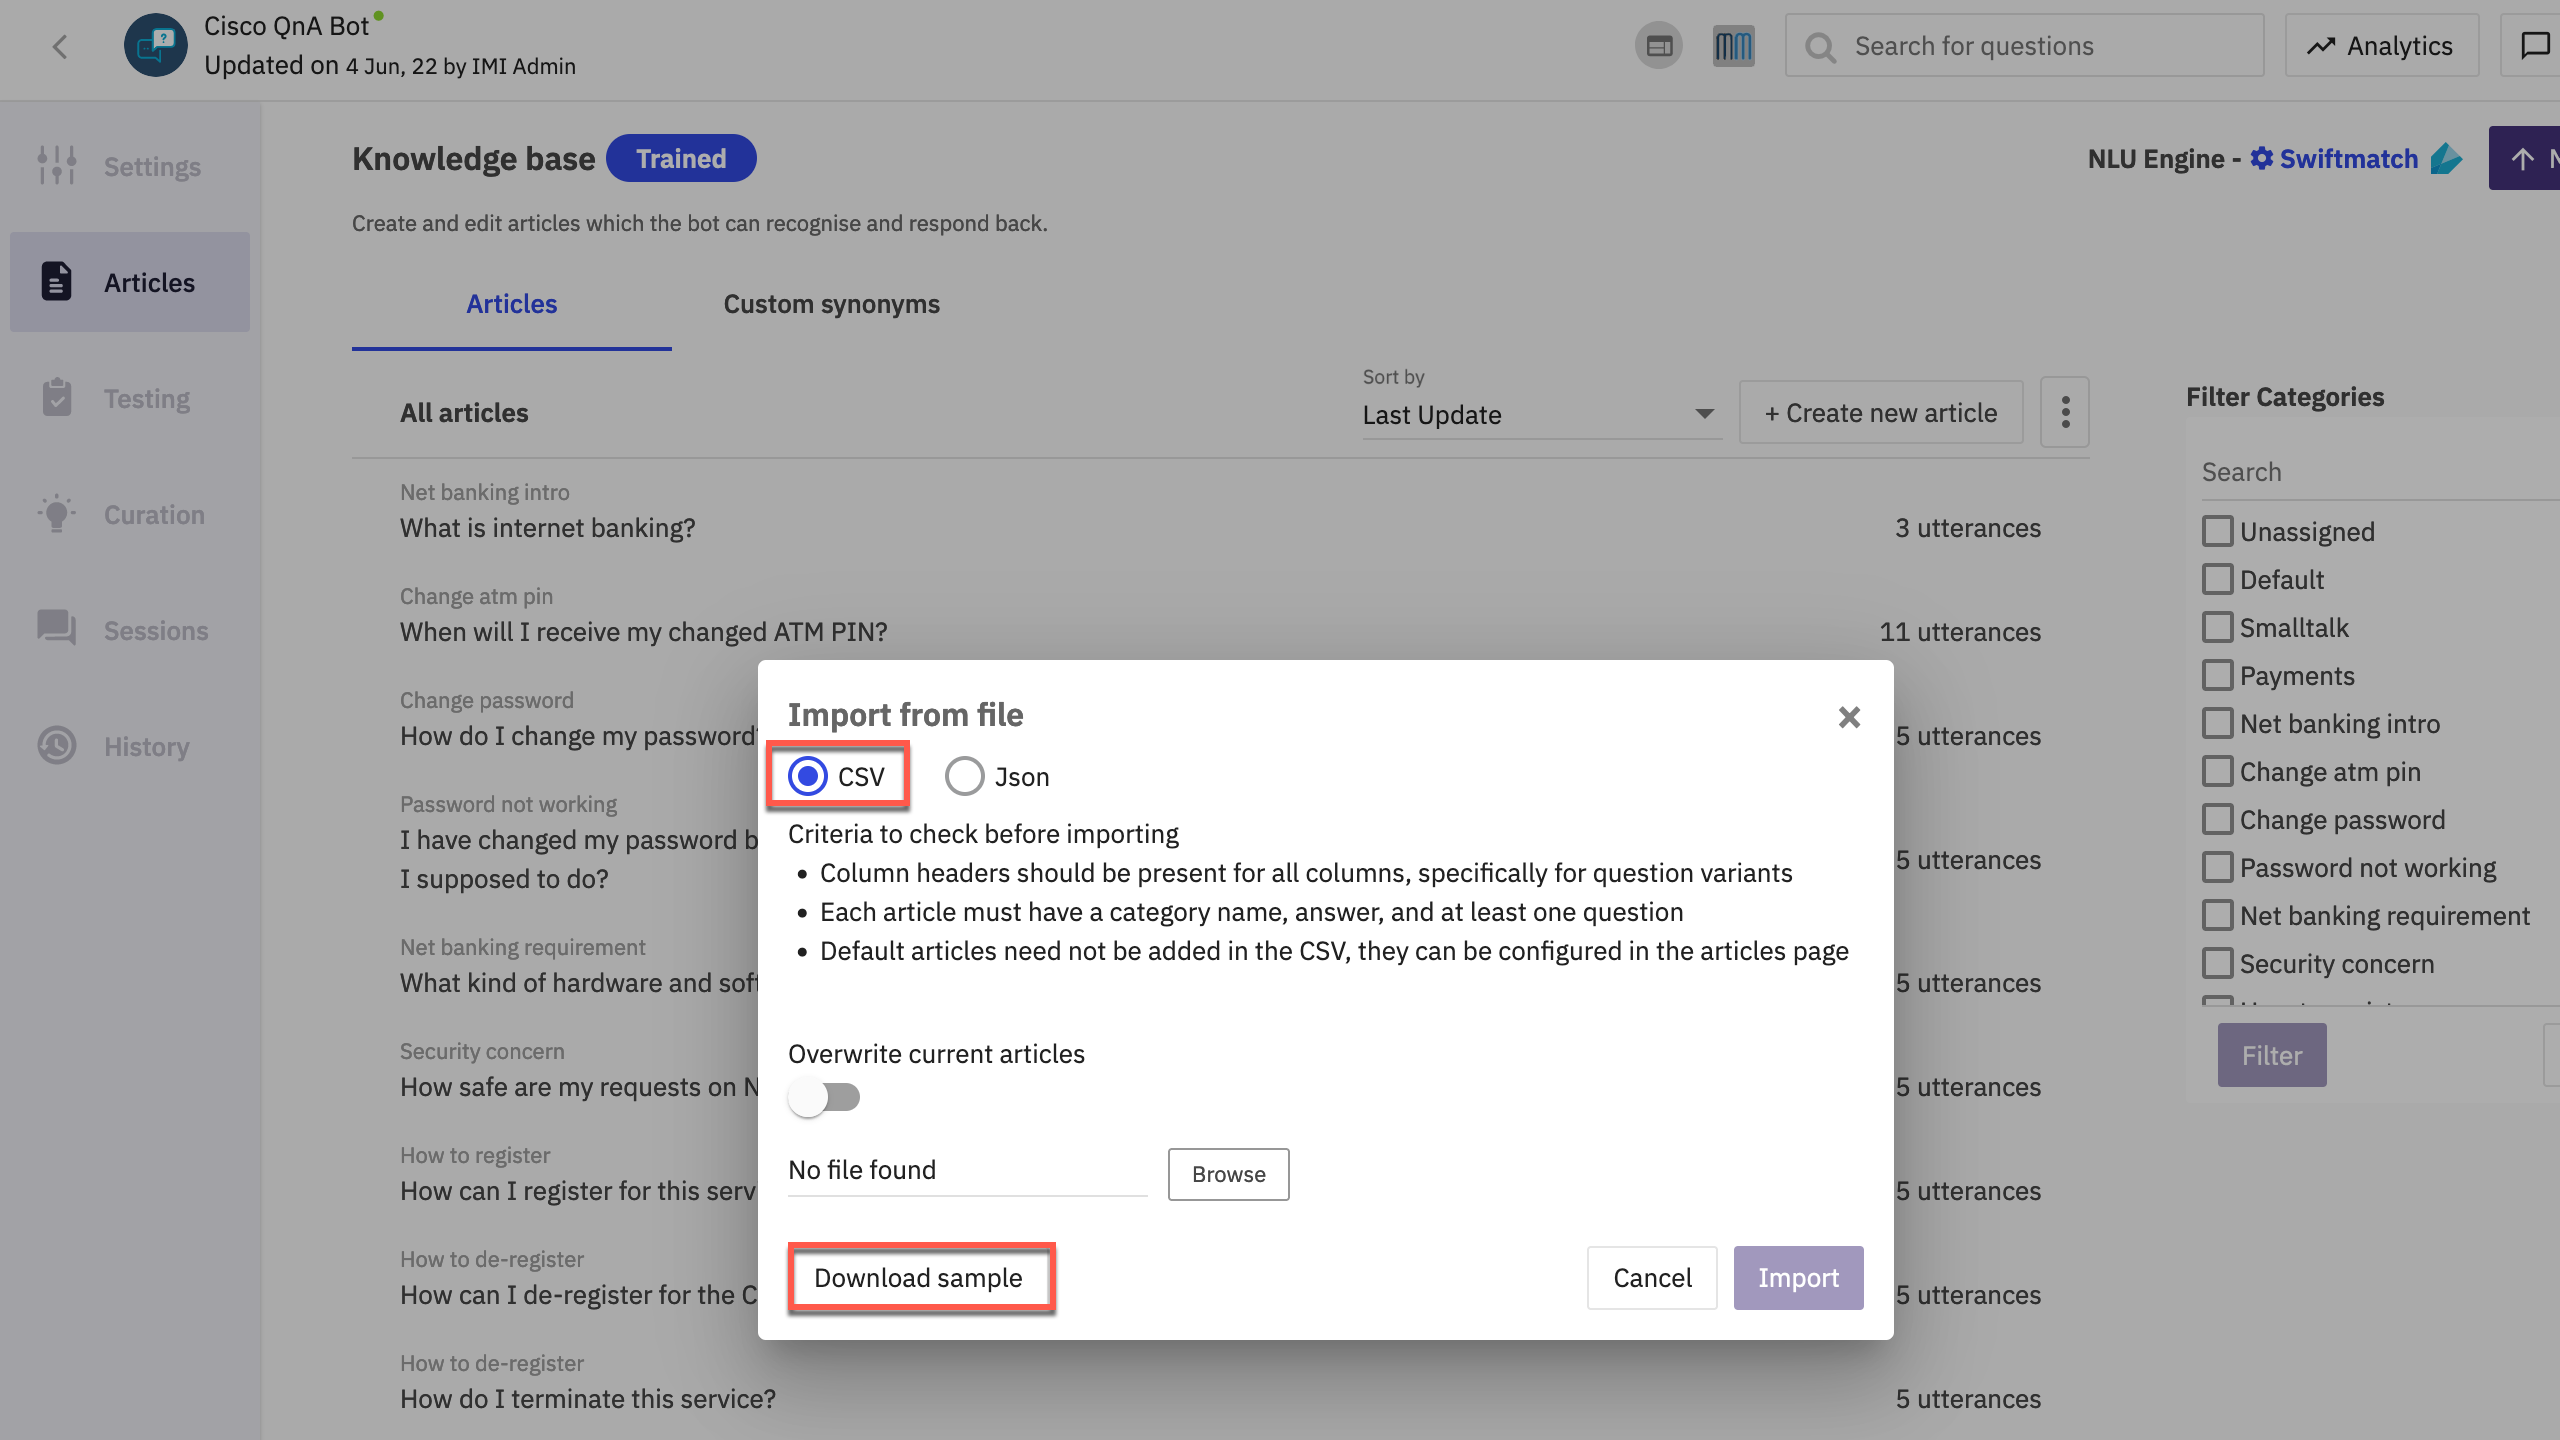 Cisco QnA Bot
Updated on 4 Jun, 22 by IMI Admin
Search for questions
Analytics
Settings
Articles
Testing
Curation
Sessions
History
Knowledge base
Trained
NLU Engine - Swiftmatch
Create and edit articles which the bot can recognise and respond back.
Articles
Custom synonyms
All articles
Sort by
Last Update
+ Create new article
Net banking intro
What is internet banking?
3 utterances
Change atm pin
When will I receive my changed ATM PIN?
11 utterances
Change password
How do I change my password?
5 utterances
Password not working
I have changed my password b
I supposed to do?
5 utterances
Net banking requirement
What kind of hardware and sof
5 utterances
Security concern
How safe are my requests on N
5 utterances
How to register
How can I register for this serv
5 utterances
How to de-register
How can I de-register for the C
5 utterances
How to de-register
How do I terminate this service?
5 utterances
Filter Categories
Search
Unassigned
Default
Smalltalk
Payments
Net banking intro
Change atm pin
Change password
Password not working
Net banking requirement
Security concern
Filter
Import from file
CSV
Json
Criteria to check before importing
• Column headers should be present for all columns, specifically for question variants
• Each article must have a category name, answer, and at least one question
• Default articles need not be added in the CSV, they can be configured in the articles page
Overwrite current articles
No file found
Browse
Download sample
Cancel
Import